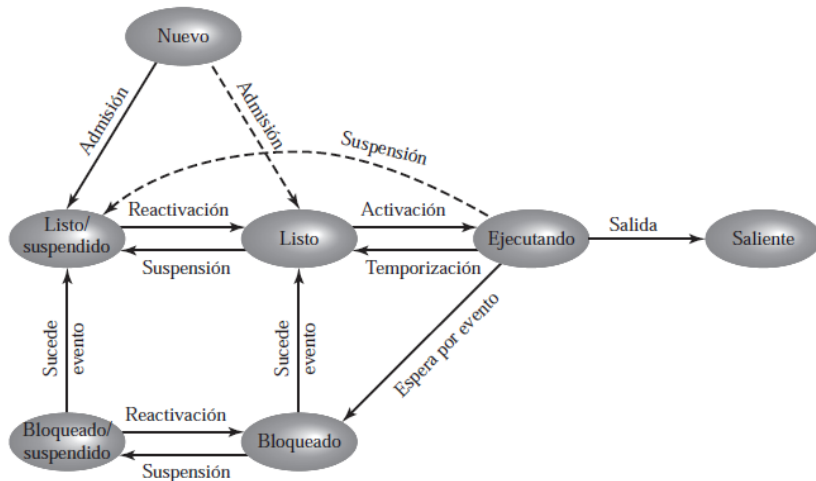 Nuevo
Admisión
Admisión
Suspensión
Listo/
suspendido
Reactivación
Suspensión
Listo
Activación
Temporización
Ejecutando
Salida
Saliente
Sucede
evento
Sucede
evento
Espera por evento
Bloqueado/
suspendido
Reactivación
Suspensión
Bloqueado